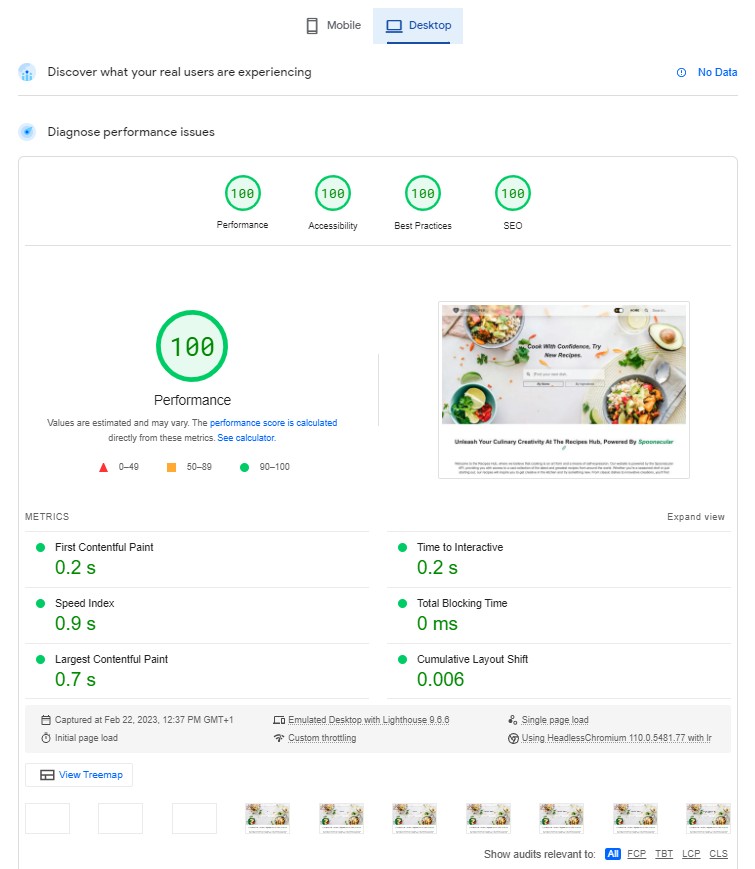 Mobile
Desktop
Discover what your real users are experiencing
No Data
Diagnose performance issues
100
100
100
100
Performance
Accessibility
Best Practices
SEO
100
Performance
Values are estimated and may vary. The performance score is calculated
directly from these metrics. See calculator.
0–49
50–89
90–100
Cook With Confidence, Try
New Recipes.
Unleash Your Culinary Creativity At The Recipes Hub, Powered By Spoonacular
METRICS
Expand view
First Contentful Paint
0.2 s
Time to Interactive
0.2 s
Speed Index
0.9 s
Total Blocking Time
0 ms
Largest Contentful Paint
0.7 s
Cumulative Layout Shift
0.006
Captured at Feb 22, 2023, 12:37 PM GMT+1
Emulated Desktop with Lighthouse 9.6.6
Single page load
Initial page load
Custom throttling
Using HeadlessChromium 110.0.5481.77 with lr
View Treemap
Show audits relevant to: All FCP TBT LCP CLS